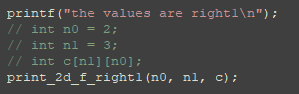 printf("the values are right1\n");
// int n0 = 2;
// int n1 = 3;
// int c[n1][n0];
print_2d_f_right1(n0, n1, c);